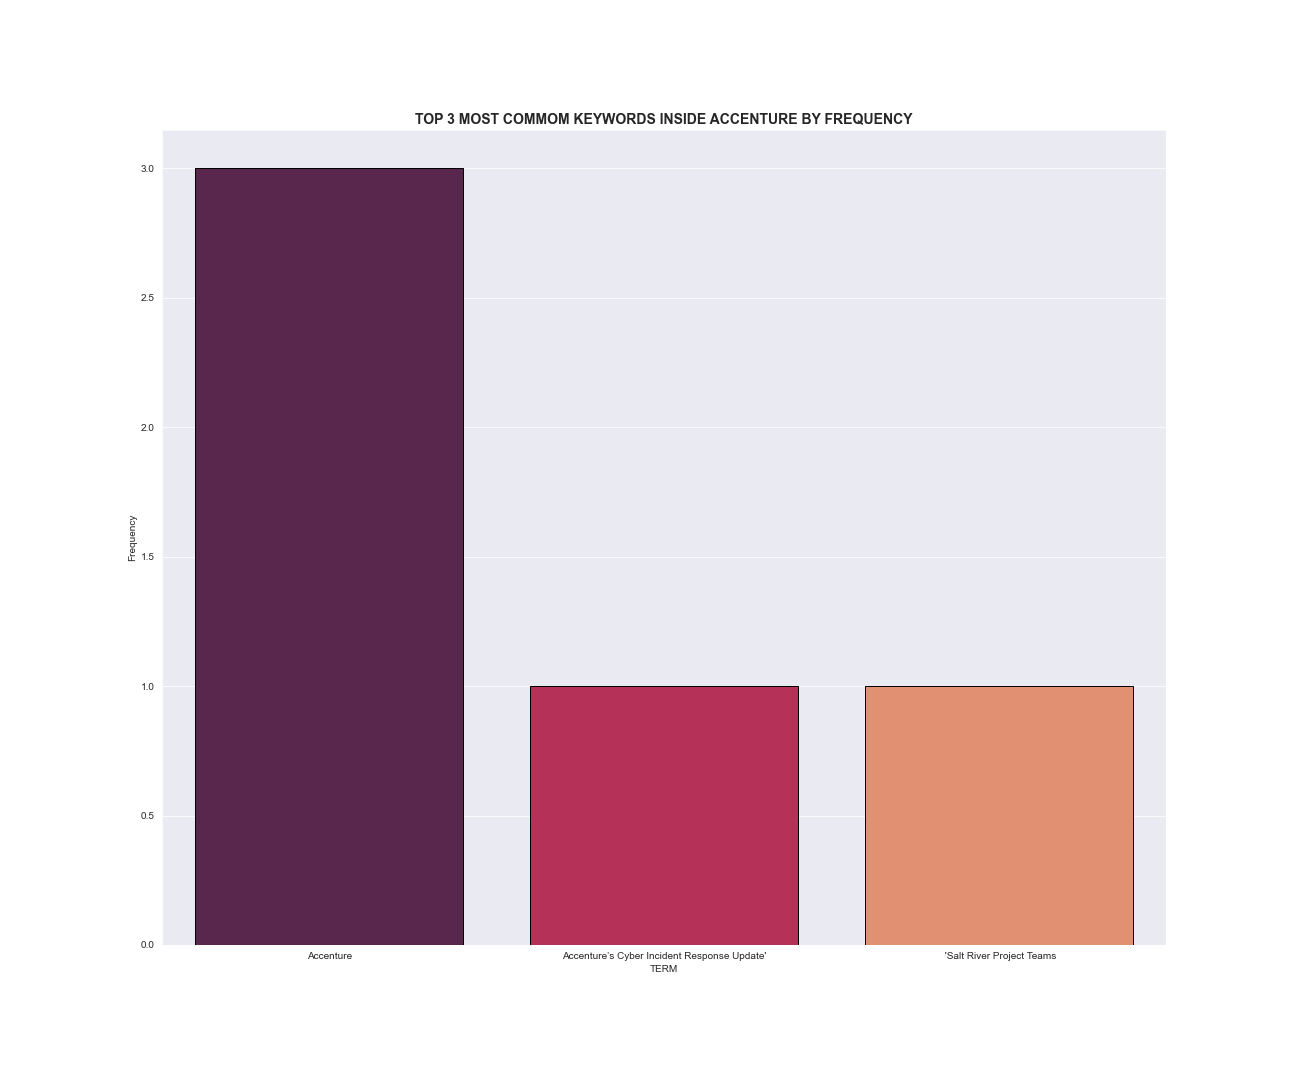 TOP 3 MOST COMMOM KEYWORDS INSIDE ACCENTURE BY FREQUENCY
3.0
2.5
2.0
1.5
1.0
0.5
0.0
Frequency
Accenture
Accenture's Cyber Incident Response Update'
'Salt River Project Teams
TERM